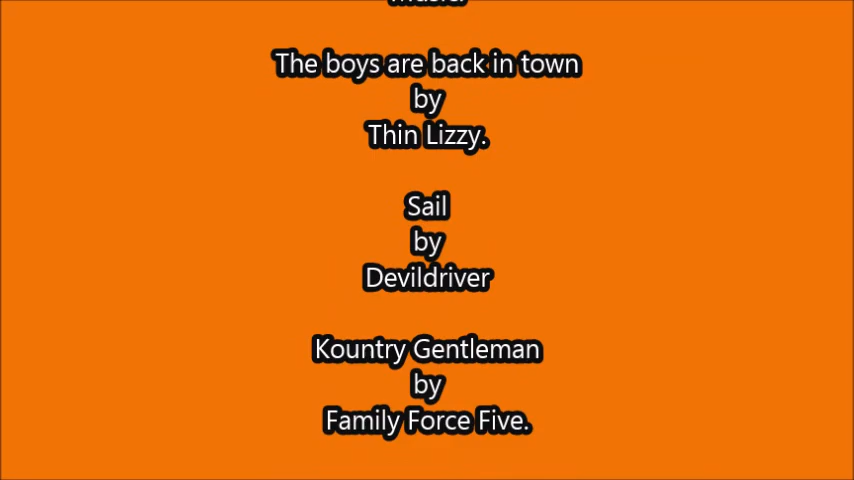 The boys are back in town
by
Thin Lizzy.
Sail
by
Devildriver
Kountry Gentleman
by
Family Force Five.